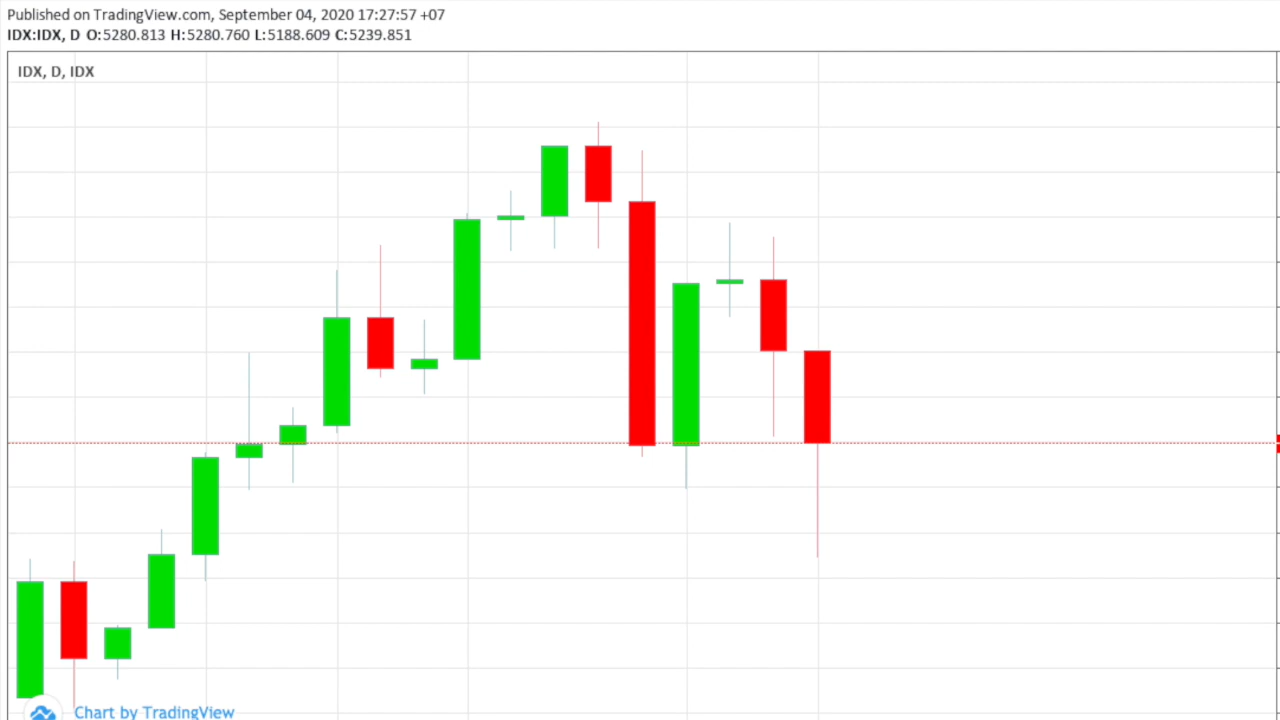 Published on TradingView.com, September 04, 2020 17:27:57 +07
IDX:IDX, D O:5280.813 H:5280.760 L:5188.609 C:5239.851
IDX, D, IDX
Chart by TradingView